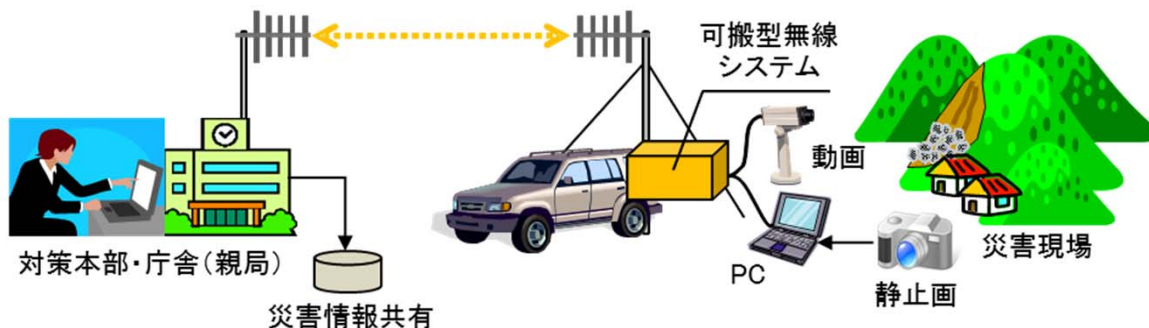 可搬型無線
システム
動画
対策本部・庁舎（親局）
災害情報共有
PC
静止画
災害現場